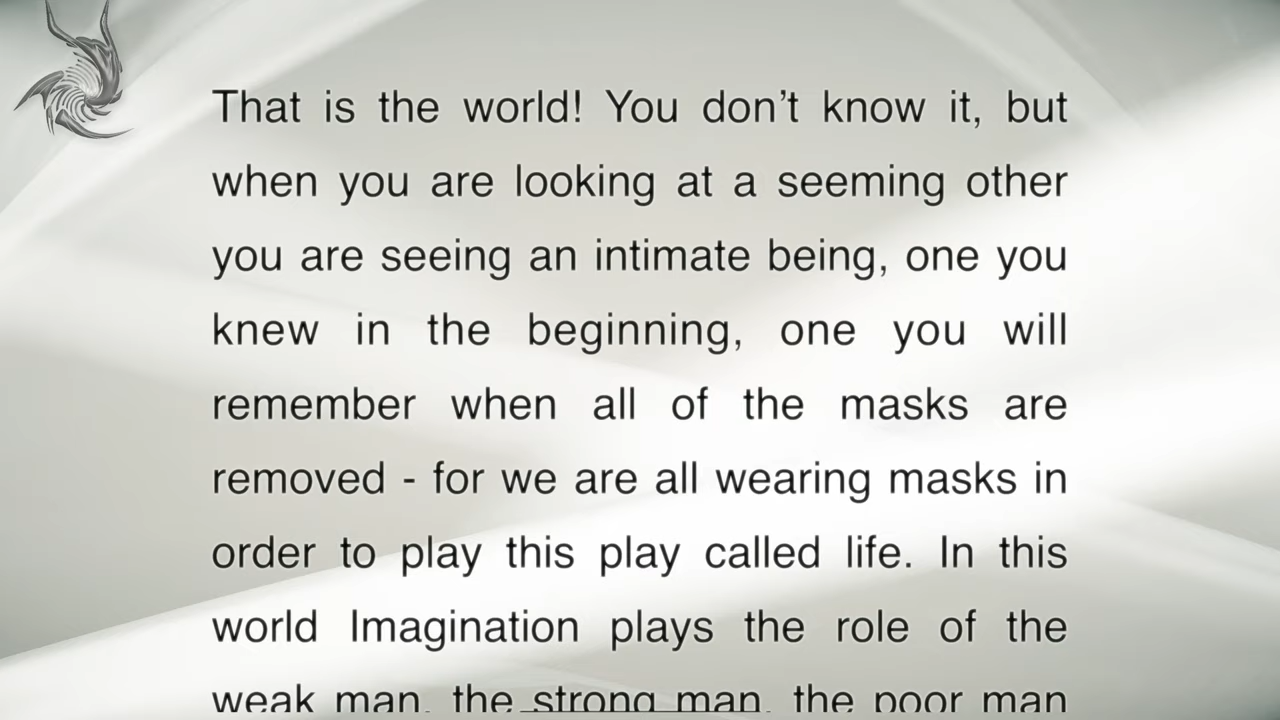 That is the world! You don’t know it, but
when you are looking at a seeming other
you are seeing an intimate being, one you
knew in the beginning, one you will
remember when all of the masks are
removed - for we are all wearing masks in
order to play this play called life. In this
world Imagination plays the role of the
weak man, the strong man, the poor man